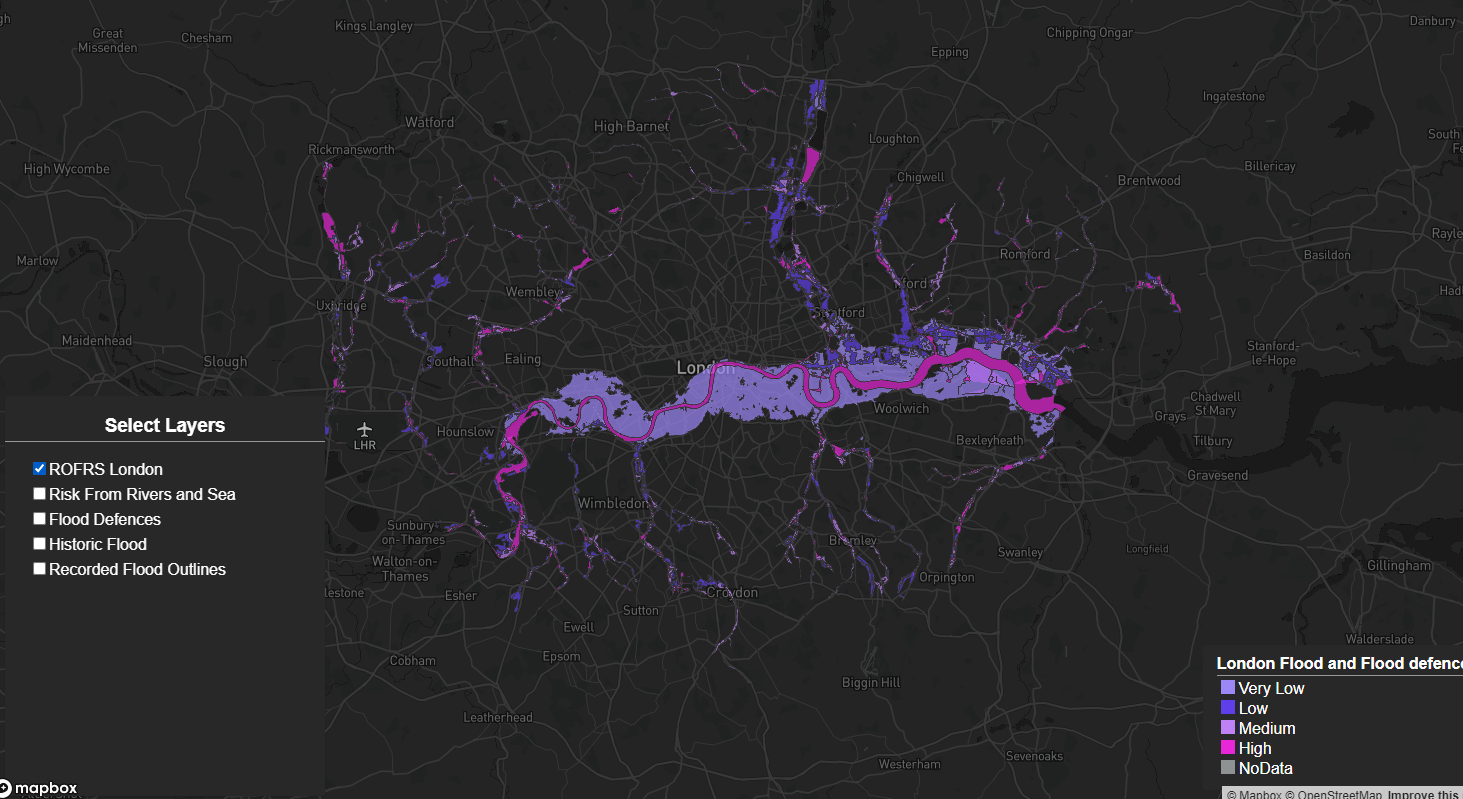 gh
Great
Missenden
Chesham
Kings Langley
Chipping Ongar
Danbury
Epping
Ingatestone
Watford
High Barnet
Loughton
South
Fe
Rickmansworth
High Wycombe
Chigwell
Brentwood
Billericay
Marlow
Romford
Basildon
Rayle
Wembley
Ilford
Had
Uxbridge
Stratford
Maidenhead
Slough
Southall
Ealing
London
Stanford-
le-Hope
Woolwich
Chadwell
St Mary
Grays
Tilbury
Hounslow
LHR
Bexleyheath
Gravesend
Select Layers
ROFRS London
Risk From Rivers and Sea
Flood Defences
Historic Flood
Recorded Flood Outlines
Wimbledon
Sunbury-
on-Thames
Bromley
Swanley
Longfield
Walton-on-
Thames
Gillingham
Orpington
lestone
Esher
Croydon
Sutton
Ewell
Walderslade
Cobham
Epsom
Biggin Hill
Leatherhead
Westerham
Sevenoaks
London Flood and Flood defence
Very Low
Low
Medium
High
NoData
mapbox
© Mapbox © OpenStreetMap Improve this